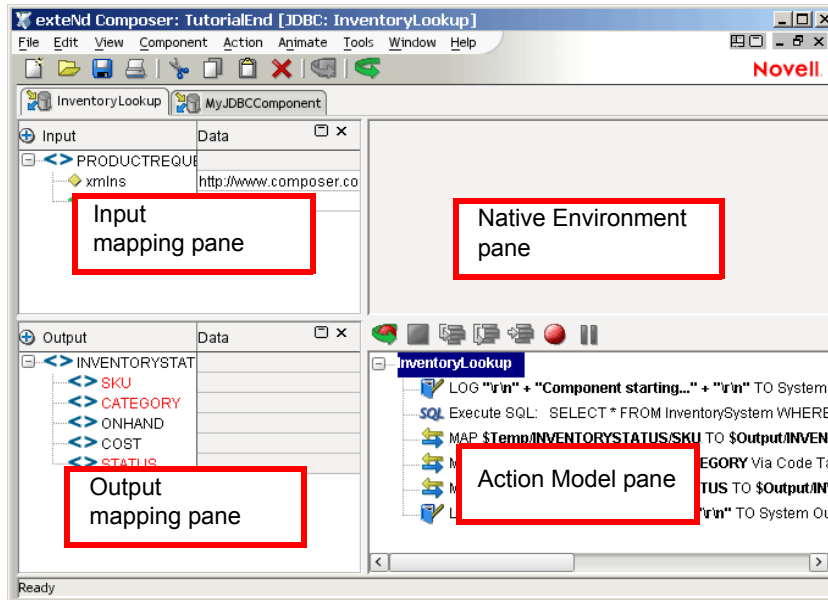 exteNd Composer: TutorialEnd [JDBC: InventoryLookup]
File Edit View Component Action Animate Tools Window Help
Novell.
InventoryLookup MyJDBCComponent
Input Data
PRODUCTREQUE
xmlns http://www.composer.co
Input
mapping pane
Native Environment
pane
Output Data
INVENTORYSTAT
SKU
CATEGORY
ONHAND
COST
STATUS
Output
mapping pane
InventoryLookup
LOG "\r\n" + "Component starting..." + "\r\n" TO System
SQL Execute SQL: SELECT * FROM InventorySystem WHERE
MAP $Temp/INVENTORYSTATUS/SKU TO $Output/INVEN
EGORY Via Code Ta
TUS TO $Output/IN
\r\n" TO System Ou
Action Model pane
Ready